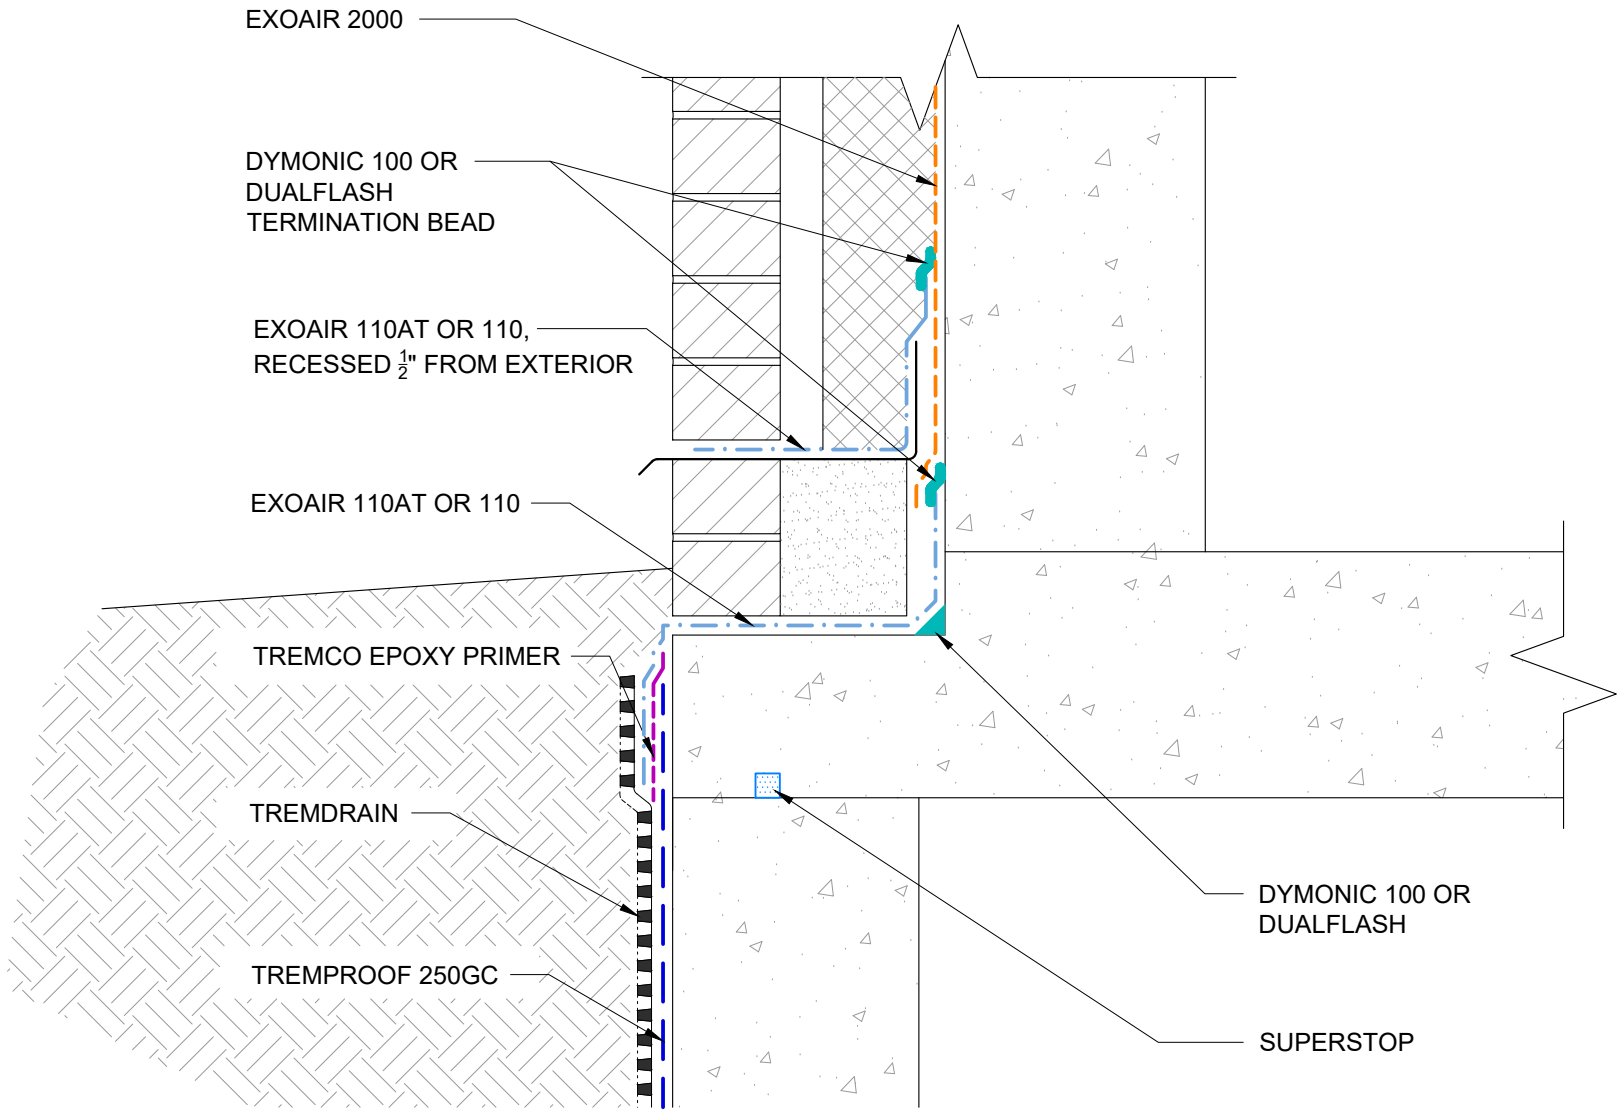 EXOAIR 2000
DYMONIC 100 OR
DUALFLASH
TERMINATION BEAD
EXOAIR 110AT OR 110,
RECESSED 1/2" FROM EXTERIOR
EXOAIR 110AT OR 110
TREMCO EPOXY PRIMER
TREMDRAIN
TREMPROOF 250GC
DYMONIC 100 OR
DUALFLASH
SUPERSTOP